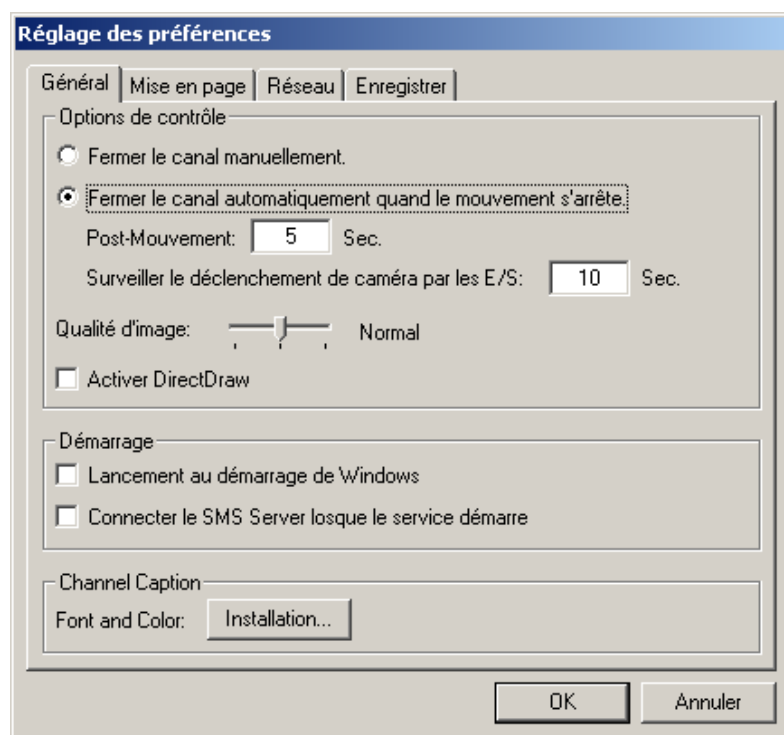 Réglage des préférences
Général Mise en page Réseau Enregistrer
Options de contrôle
Fermer le canal manuellement.
Fermer le canal automatiquement quand le mouvement s'arrête.
Post-Mouvement: 5 Sec.
Surveiller le déclenchement de caméra par les E/S: 10 Sec.
Qualité d'image: Normal
Activer DirectDraw
Démarrage
Lancement au démarrage de Windows
Connecter le SMS Server losque le service démarre
Channel Caption
Font and Color: Installation...
OK Annuler